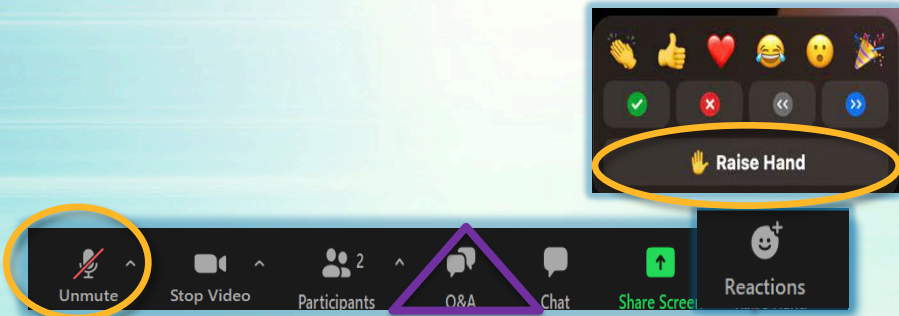 Raise Hand
Unmute
Stop Video
2
Participants
Q&A
Chat
Share Screen
Reactions